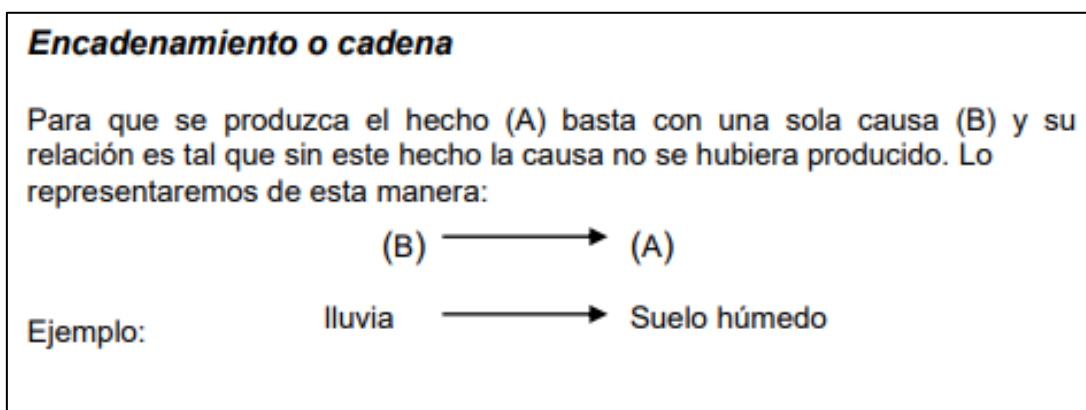 Encadenamiento o cadena
Para que se produzca el hecho (A) basta con una sola causa (B) y su
relación es tal que sin este hecho la causa no se hubiera producido. Lo
representaremos de esta manera:
(B) (A)
Ejemplo: lluvia Suelo húmedo